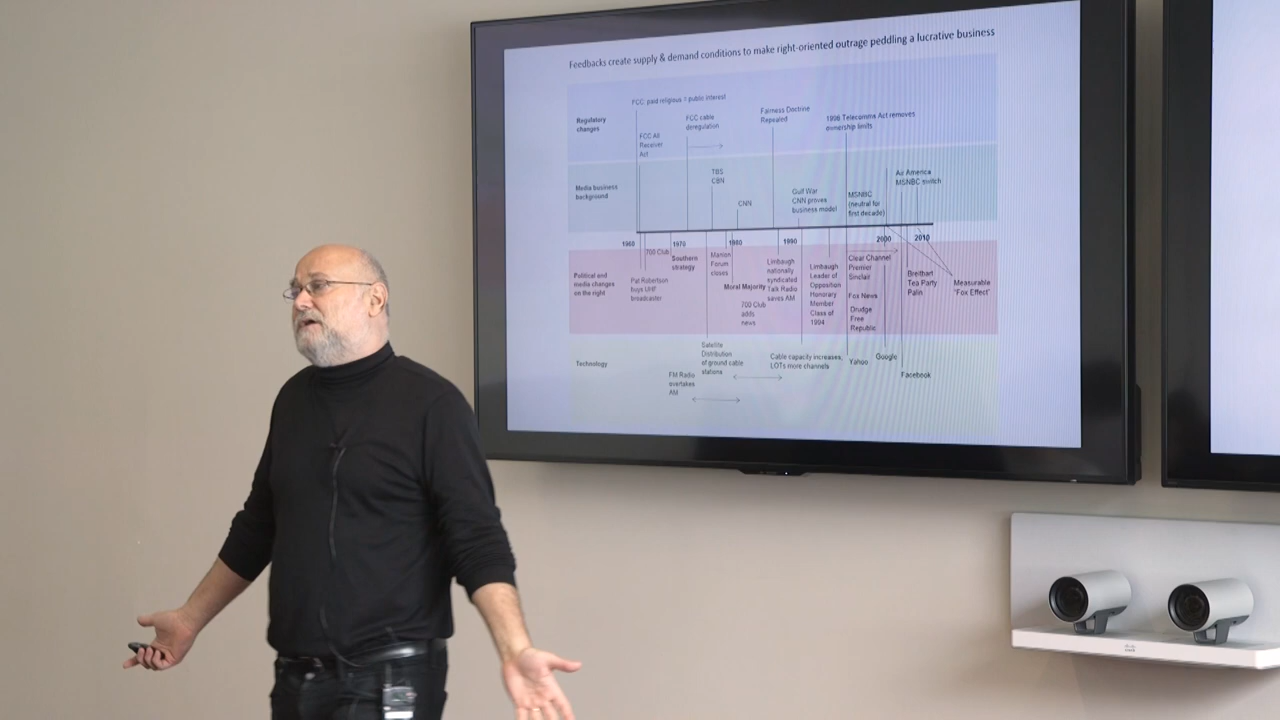 Feedbacks create supply & demand conditions to make right-oriented outrage peddling a lucrative business
Regulatory
changes
FCC: paid religious = public interest
FCC All
Receiver
Act
FCC cable
deregulation
Fairness Doctrine
Repealed
1996 Telecomms Act removes
ownership limits
Media business
background
TBS
CBN
CNN
Gulf War
CNN proves
business model
MSNBC
(neutral for
first decade)
Air America
MSNBC switch
1960
1970
1980
1990
2000
2010
Political and
media changes
on the right
700 Club
Pat Robertson
buys UHF
broadcaster
Southern
strategy
Manion
Forum
closes
Moral Majority
700 Club
adds
news
Limbaugh
nationally
syndicated
Talk Radio
saves AM
Limbaugh
Leader of
Opposition
Honorary
Member
Class of
1994
Clear Channel
Premier
Sinclair
Fox News
Drudge
Free
Republic
Breitbart
Tea Party
Palin
Measurable
"Fox Effect"
Technology
FM Radio
overtakes
AM
Satellite
Distribution
of ground cable
stations
Cable capacity increases,
LOTs more channels
Yahoo
Google
Facebook
cisco